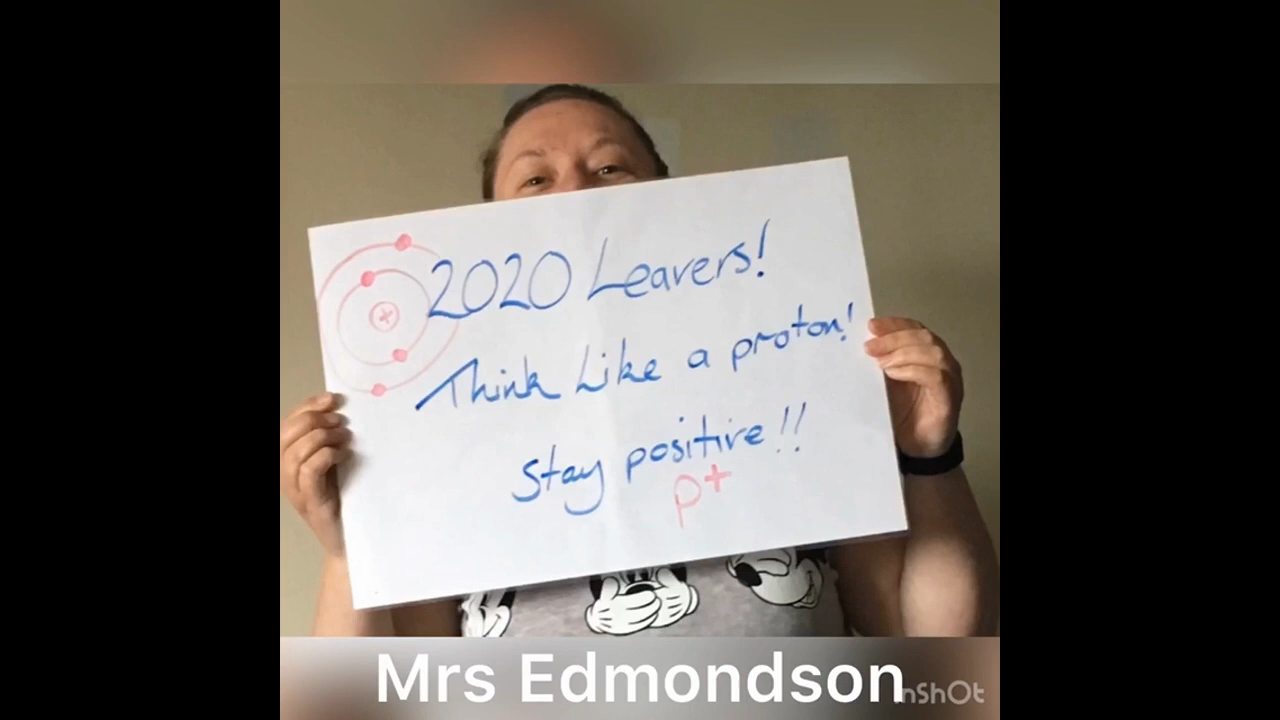 2020 Leavers!
Think Like a proton!
Stay positive!!
p+
+
Mrs Edmondson
InShOt